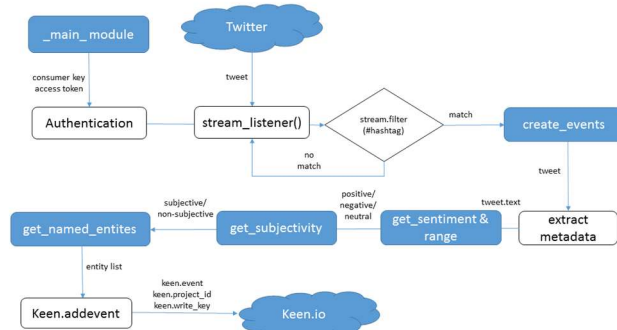 _main_ module
Twitter
consumer key
access token
tweet
Authentication
stream_listener()
stream.filter
(#hashtag)
match
create_events
no
match
tweet
subjective/
non-subjective
positive/
negative/
neutral
tweet.text
get_named_entites
get_subjectivity
get_sentiment &
range
extract
metadata
entity list
keen.event
keen.project_id
keen.write_key
Keen.addevent
Keen.io